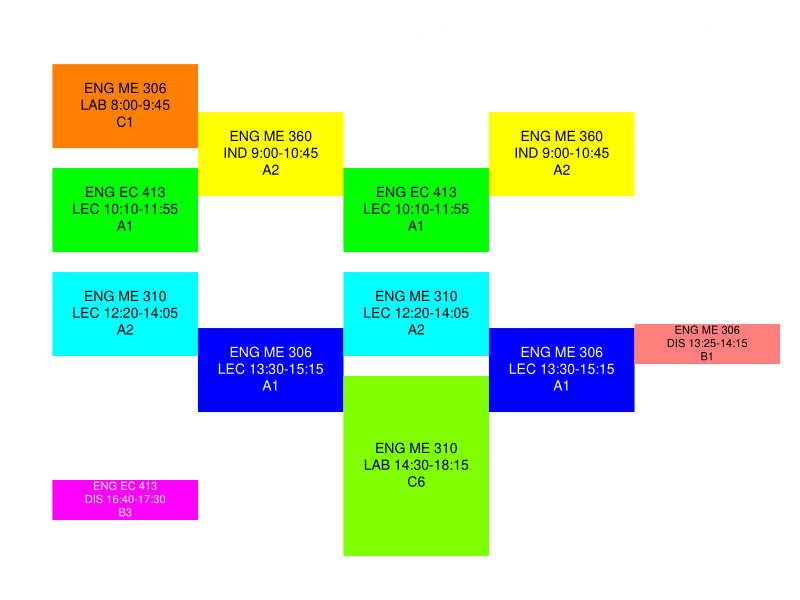 ENG ME 306
LAB 8:00-9:45
C1
ENG EC 413
LEC 10:10-11:55
A1
ENG ME 310
LEC 12:20-14:05
A2
ENG EC 413
DIS 16:40-17:30
B3
ENG ME 360
IND 9:00-10:45
A2
ENG ME 306
LEC 13:30-15:15
A1
ENG EC 413
LEC 10:10-11:55
A1
ENG ME 310
LEC 12:20-14:05
A2
ENG ME 310
LAB 14:30-18:15
C6
ENG ME 360
IND 9:00-10:45
A2
ENG ME 306
LEC 13:30-15:15
A1
ENG ME 306
DIS 13:25-14:15
B1